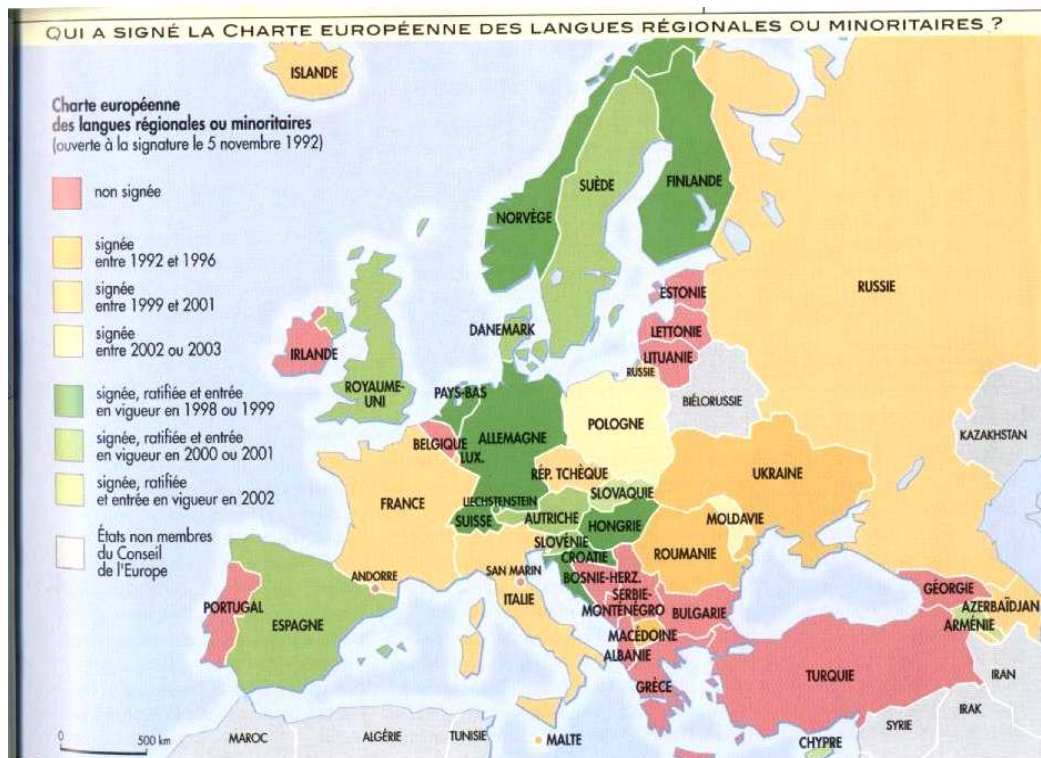 QUI A SIGNÉ LA CHARTE EUROPÉENNE DES LANGUES RÉGIONALES OU MINORITAIRES ?
Charte européenne
des langues régionales ou minoritaires
(ouverte à la signature le 5 novembre 1992)
non signée
signée
entre 1992 et 1996
signée
entre 1999 et 2001
signée
entre 2002 ou 2003
signée, ratifiée et entrée
en vigueur en 1998 ou 1999
signée, ratifiée et entrée
en vigueur en 2000 ou 2001
signée, ratifiée
et entrée en vigueur en 2002
États non membres
du Conseil
de l'Europe
0 500 km
ISLANDE
NORVÈGE
SUÈDE
FINLANDE
RUSSIE
ESTONIE
LETTONIE
LITUANIE
RUSSIE
BIÉLORUSSIE
KAZAKHSTAN
DANEMARK
IRLANDE
ROYAUME-
UNI
PAYS-BAS
BELGIQUE
LUX.
ALLEMAGNE
POLOGNE
UKRAINE
RÉP. TCHÈQUE
SLOVAQUIE
FRANCE
LIECHTENSTEIN
SUISSE
AUTRICHE
HONGRIE
MOLDAVIE
ROUMANIE
SLOVÉNIE
CROATIE
SAN MARIN
ITALIE
BOSNIE-HERZ.
SERBIE-
MONTÉNÉGRO
BULGARIE
MACÉDOINE
ALBANIE
GRÈCE
ANDORRE
PORTUGAL
ESPAGNE
GÉORGIE
AZERBAÏDJAN
ARMÉNIE
TURQUIE
IRAN
IRAK
SYRIE
CHYPRE
MALTE
MAROC
ALGÉRIE
TUNISIE